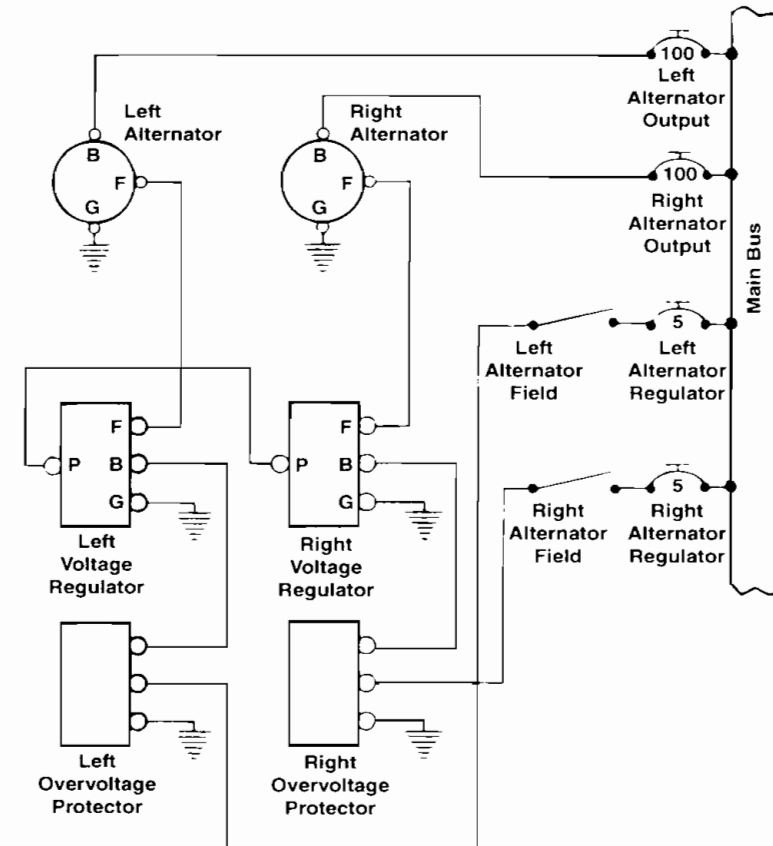 100
Left
Alternator
Output
Left
Alternator
B
F
G
Right
Alternator
B
F
G
100
Right
Alternator
Output
Main Bus
Left
Alternator
Field
5
Left
Alternator
Regulator
P
F
B
G
Left
Voltage
Regulator
P
F
B
G
Right
Voltage
Regulator
Right
Alternator
Field
5
Right
Alternator
Regulator
Left
Overvoltage
Protector
Right
Overvoltage
Protector